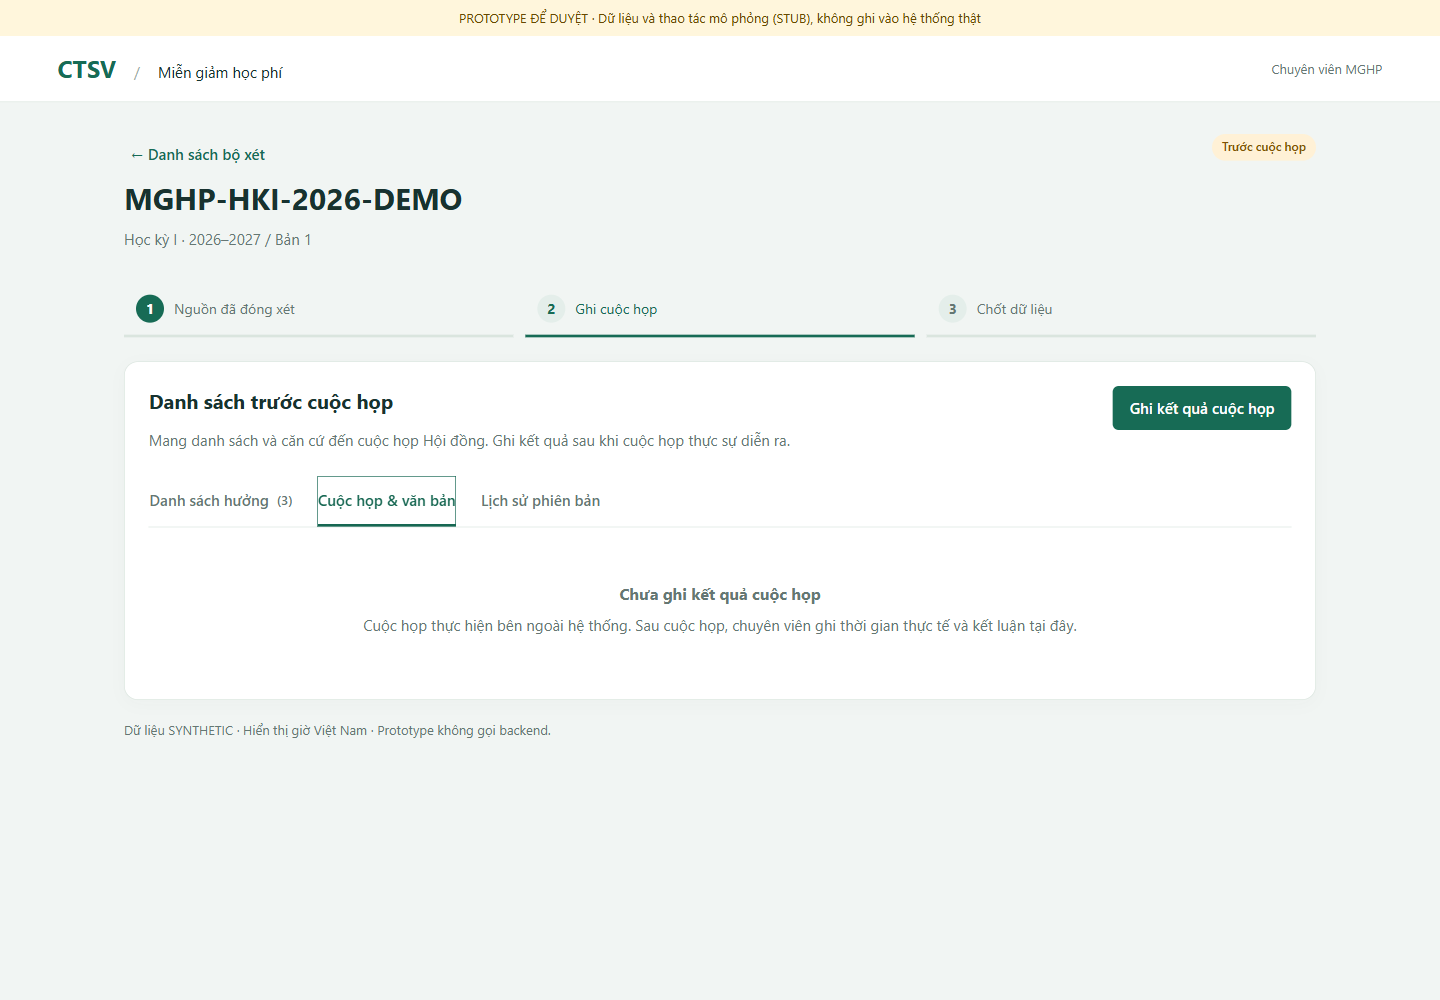 PROTOTYPE ĐỂ DUYỆT · Dữ liệu và thao tác mô phỏng (STUB), không ghi vào hệ thống thật
CTSV / Miễn giảm học phí
Chuyên viên MGHP
← Danh sách bộ xét
Trước cuộc họp
MGHP-HKI-2026-DEMO
Học kỳ I · 2026–2027 / Bản 1
1 Nguồn đã đóng xét
2 Ghi cuộc họp
3 Chốt dữ liệu
Danh sách trước cuộc họp
Ghi kết quả cuộc họp
Mang danh sách và căn cứ đến cuộc họp Hội đồng. Ghi kết quả sau khi cuộc họp thực sự diễn ra.
Danh sách hưởng (3)
Cuộc họp & văn bản
Lịch sử phiên bản
Chưa ghi kết quả cuộc họp
Cuộc họp thực hiện bên ngoài hệ thống. Sau cuộc họp, chuyên viên ghi thời gian thực tế và kết luận tại đây.
Dữ liệu SYNTHETIC · Hiển thị giờ Việt Nam · Prototype không gọi backend.